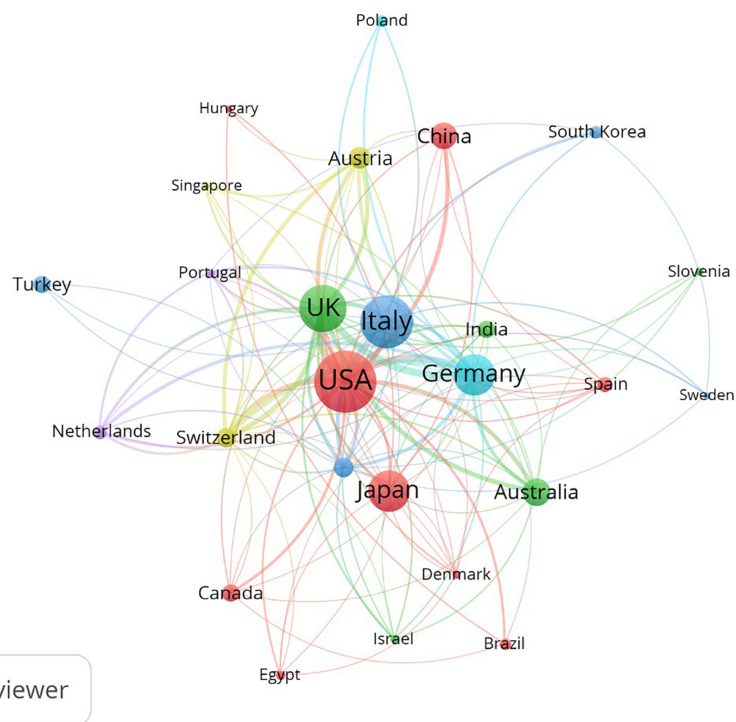 Poland
Hungary
China
South Korea
Austria
Singapore
Portugal
Slovenia
Turkey
UK
Italy
India
USA
Germany
Spain
Sweden
Netherlands
Switzerland
Japan
Australia
Denmark
Canada
Israel
Brazil
Egypt
viewer